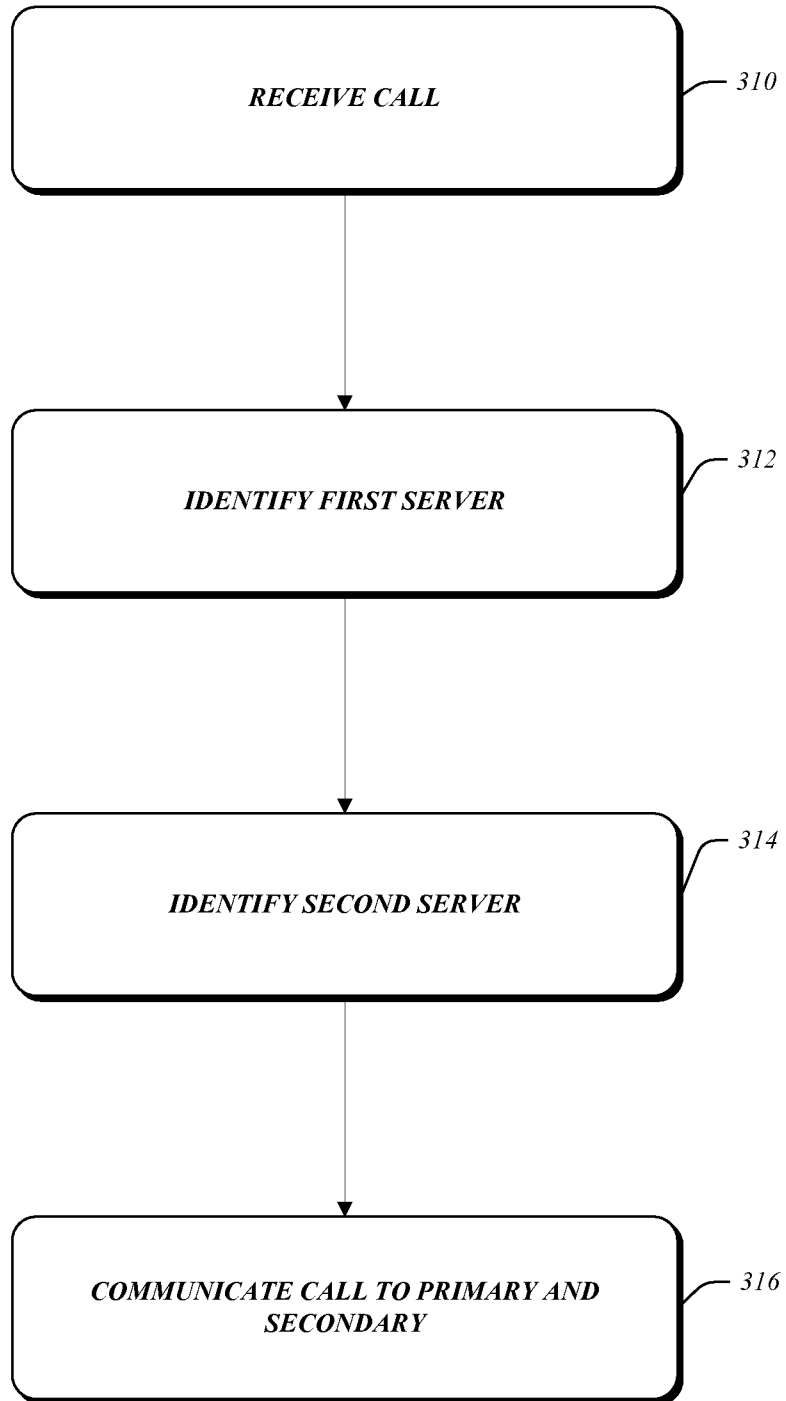 RECEIVE CALL
310
IDENTIFY FIRST SERVER
312
IDENTIFY SECOND SERVER
314
COMMUNICATE CALL TO PRIMARY AND
SECONDARY
316